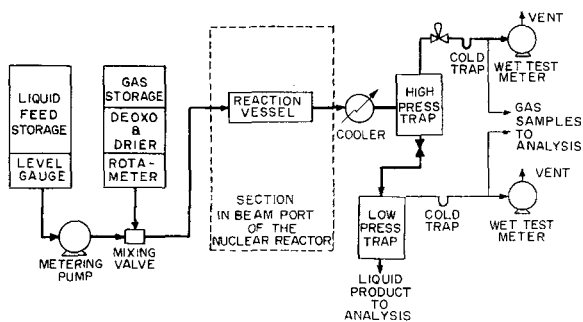 LIQUID
FEED
STORAGE
LEVEL
GAUGE
GAS
STORAGE
DEOXO
&
DRIER
ROTA-
METER
METERING
PUMP
MIXING
VALVE
REACTION
VESSEL
SECTION
IN BEAM PORT
OF THE
NUCLEAR REACTOR
COOLER
HIGH
PRESS
TRAP
COLD
TRAP
VENT
WET TEST
METER
GAS
SAMPLES
TO
ANALYSIS
LOW
PRESS
TRAP
COLD
TRAP
VENT
WET TEST
METER
LIQUID
PRODUCT TO
ANALYSIS